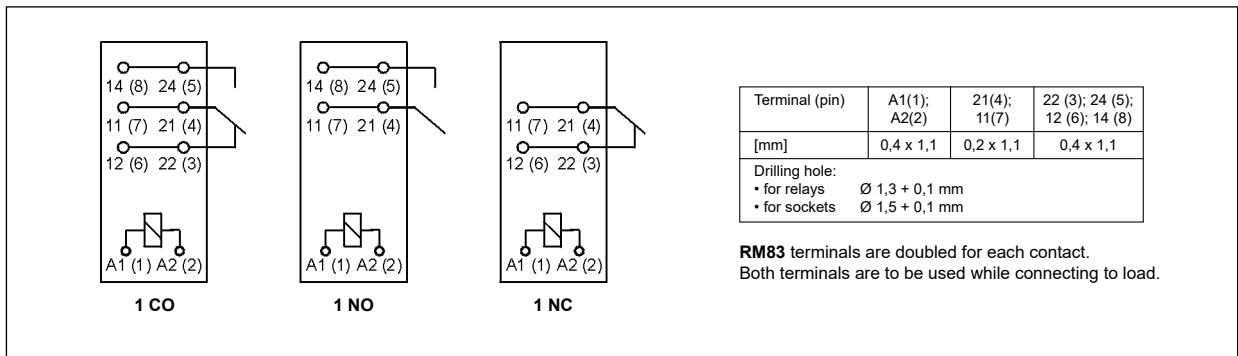 14 (8) 24 (5)
11 (7) 21 (4)
12 (6) 22 (3)
A1 (1) A2 (2)
1 CO
14 (8) 24 (5)
11 (7) 21 (4)
A1 (1) A2 (2)
1 NO
11 (7) 21 (4)
12 (6) 22 (3)
A1 (1) A2 (2)
1 NC
Terminal (pin) A1(1); 21(4); 22 (3); 24 (5);
A2(2) 11(7) 12 (6); 14 (8)
[mm] 0,4 x 1,1 0,2 x 1,1 0,4 x 1,1
Drilling hole:
• for relays Ø 1,3 + 0,1 mm
• for sockets Ø 1,5 + 0,1 mm
RM83 terminals are doubled for each contact.
Both terminals are to be used while connecting to load.